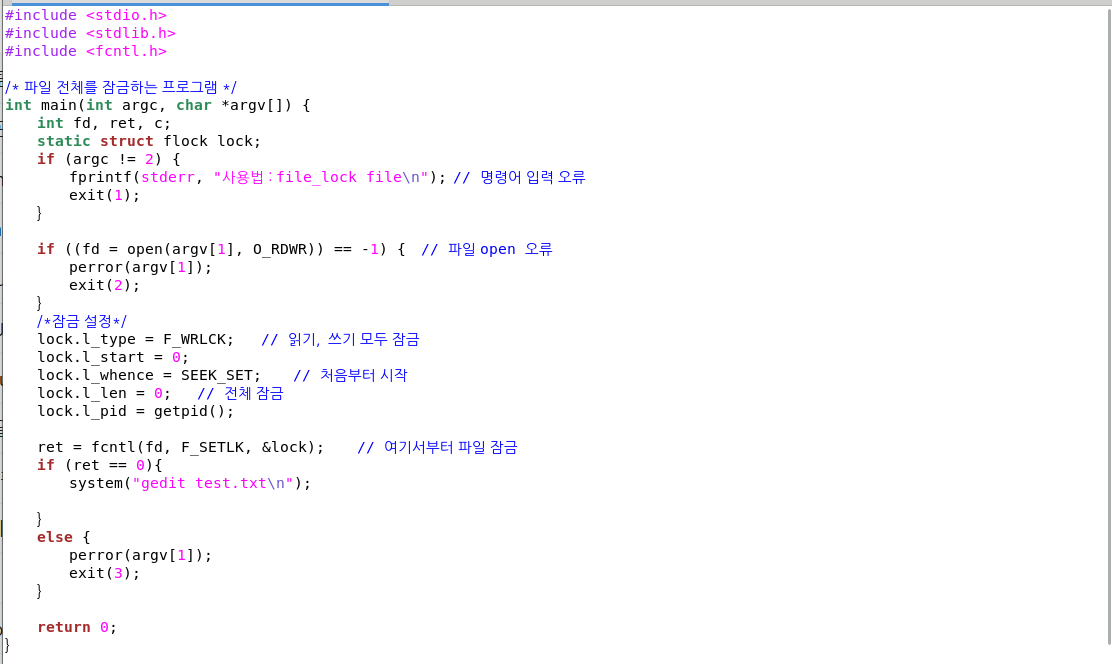 #include <stdio.h>
#include <stdlib.h>
#include <fcntl.h>
/* 파일 전체를 잠금하는 프로그램 */
int main(int argc, char *argv[]) {
int fd, ret, c;
static struct flock lock;
if (argc != 2) {
fprintf(stderr, "사용법 : file_lock file\n"); // 명령어 입력 오류
exit(1);
}
if ((fd = open(argv[1], O_RDWR)) == -1) { // 파일 open 오류
perror(argv[1]);
exit(2);
}
/*잠금 설정*/
lock.l_type = F_WRLCK; // 읽기, 쓰기 모두 잠금
lock.l_start = 0;
lock.l_whence = SEEK_SET; // 처음부터 시작
lock.l_len = 0; // 전체 잠금
lock.l_pid = getpid();
ret = fcntl(fd, F_SETLK, &lock); // 여기서부터 파일 잠금
if (ret == 0){
system("gedit test.txt\n");
}
else {
perror(argv[1]);
exit(3);
}
return 0;
}